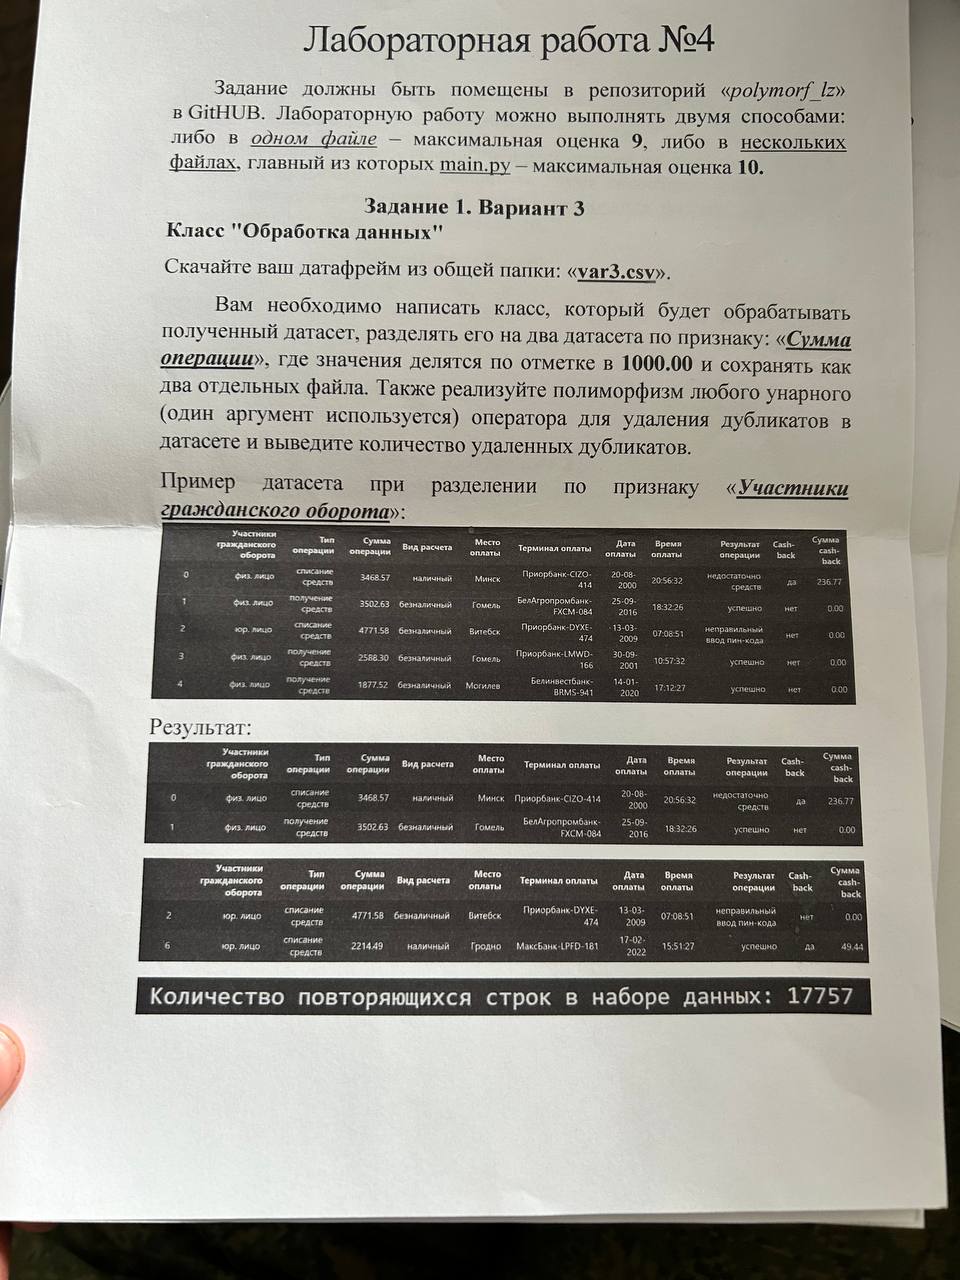 Лабораторная работа №4
Задание должны быть помещены в репозиторий «polymorf_lz»
в GitHUB. Лабораторную работу можно выполнять двумя способами:
либо в одном файле – максимальная оценка 9, либо в нескольких
файлах, главный из которых main.py – максимальная оценка 10.
Задание 1. Вариант 3
Класс "Обработка данных"
Скачайте ваш датафрейм из общей папки: «var3.csv».
Вам необходимо написать класс, который будет обрабатывать
полученный датасет, разделять его на два датасета по признаку: «Сумма
операции», где значения делятся по отметке в 1000.00 и сохранять как
два отдельных файла. Также реализуйте полиморфизм любого унарного
(один аргумент используется) оператора для удаления дубликатов в
датасете и выведите количество удаленных дубликатов.
Пример датасета при разделении по признаку «Участники
гражданского оборота»:
Участники гражданского оборота Тип операции Сумма операции Вид расчета Место оплаты Терминал оплаты Дата оплаты Время оплаты Результат операции Cash-back Сумма cash-back
0 физ. лицо списание средств 3468.57 наличный Минск Приорбанк-CIZO-414 20-08-2000 20:56:32 недостаточно средств да 236.77
1 физ. лицо получение средств 3502.63 безналичный Гомель БелАгропромбанк-FXCM-084 25-09-2016 18:32:26 успешно нет 0.00
2 юр. лицо списание средств 4771.58 безналичный Витебск Приорбанк-DYXE-474 13-03-2009 07:08:51 неправильный ввод пин-кода нет 0.00
3 физ. лицо получение средств 2588.30 безналичный Гомель Приорбанк-LMWD-166 30-09-2001 10:57:32 успешно нет 0.00
4 физ. лицо получение средств 1877.52 безналичный Могилев Белинвестбанк-BRMS-941 14-01-2020 17:12:27 успешно нет 0.00
Результат:
Участники гражданского оборота Тип операции Сумма операции Вид расчета Место оплаты Терминал оплаты Дата оплаты Время оплаты Результат операции Cash-back Сумма cash-back
0 физ. лицо списание средств 3468.57 наличный Минск Приорбанк-CIZO-414 20-08-2000 20:56:32 недостаточно средств да 236.77
1 физ. лицо получение средств 3502.63 безналичный Гомель БелАгропромбанк-FXCM-084 25-09-2016 18:32:26 успешно нет 0.00
Участники гражданского оборота Тип операции Сумма операции Вид расчета Место оплаты Терминал оплаты Дата оплаты Время оплаты Результат операции Cash-back Сумма cash-back
2 юр. лицо списание средств 4771.58 безналичный Витебск Приорбанк-DYXE-474 13-03-2009 07:08:51 неправильный ввод пин-кода нет 0.00
6 юр. лицо списание средств 2214.49 наличный Гродно МаксБанк-LPFD-181 17-02-2022 15:51:27 успешно да 49.44
Количество повторяющихся строк в наборе данных: 17757